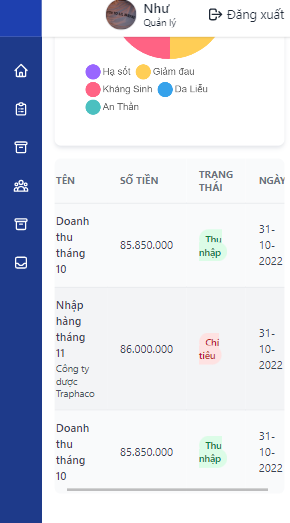 Như
Quản lý
Đăng xuất
Hạ sốt
Giảm đau
Kháng Sinh
Da Liễu
An Thần
TÊN
SỐ TIỀN
TRẠNG
THÁI
NGÀY
Doanh
thu
tháng
10
85.850.000
Thu
nhập
31-
10-
2022
Nhập
hàng
tháng
11
Công ty
dược
Traphaco
86.000.000
Chi
tiêu
31-
10-
2022
Doanh
thu
tháng
10
85.850.000
Thu
nhập
31-
10-
2022